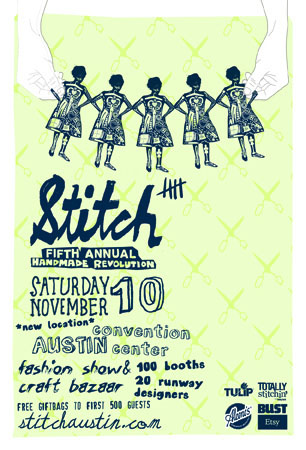 Stitch
FIFTH ANNUAL
HANDMADE REVOLUTION
SATURDAY
NOVEMBER 10
*new location* convention
AUSTIN center
fashion show & 100 booths
craft bazaar 20 runway
designers
FREE GIFTBAGS TO FIRST 500 GUESTS
stitchaustin.com
TULIP
TOTALLY
stitchin'
BUST
Etsy